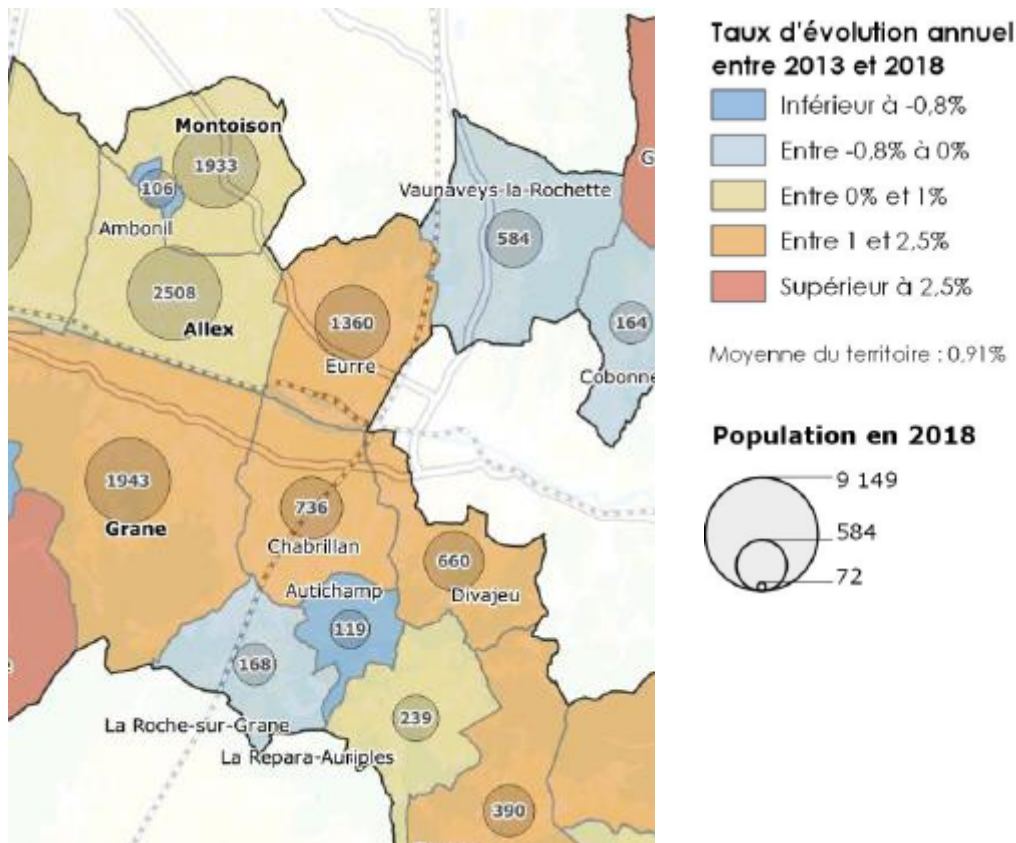 Montoison
1933
106
Ambonil
2508
Allex
Vaunaveys-la-Rochette
584
G
164
Cobonne
1360
Eurre
1943
Grane
736
Chabrillan
660
Divajeu
Autichamp
119
168
La Roche-sur-Grane
239
La Repara-Auriples
390
Taux d'évolution annuel
entre 2013 et 2018
Inférieur à -0,8%
Entre -0,8% à 0%
Entre 0% et 1%
Entre 1 et 2,5%
Supérieur à 2,5%
Moyenne du territoire : 0,91%
Population en 2018
9 149
584
72